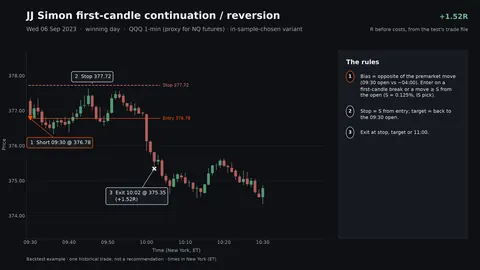 JJ Simon first-candle continuation / reversion
+1.52R
Wed 06 Sep 2023 · winning day · QQQ 1-min (proxy for NQ futures) · in-sample-chosen variant
R before costs, from the test's trade file
The rules
1 Bias = opposite of the premarket move
(09:30 open vs ~04:00). Enter on a
first-candle break or a move ≥ S from
the open (S = 0.125%, IS pick).
2 Stop = S from entry; target = back to
the 09:30 open.
3 Exit at stop, target or 11:00.
2 Stop 377.72
Stop 377.72
Entry 376.78
1 Short 09:30 @ 376.78
3 Exit 10:02 @ 375.35
(+1.52R)
Price
378.00
377.00
376.00
375.00
374.00
09:30
09:40
09:50
10:00
10:10
10:20
10:30
Time (New York, ET)
Backtest example · one historical trade, not a recommendation · times in New York (ET)